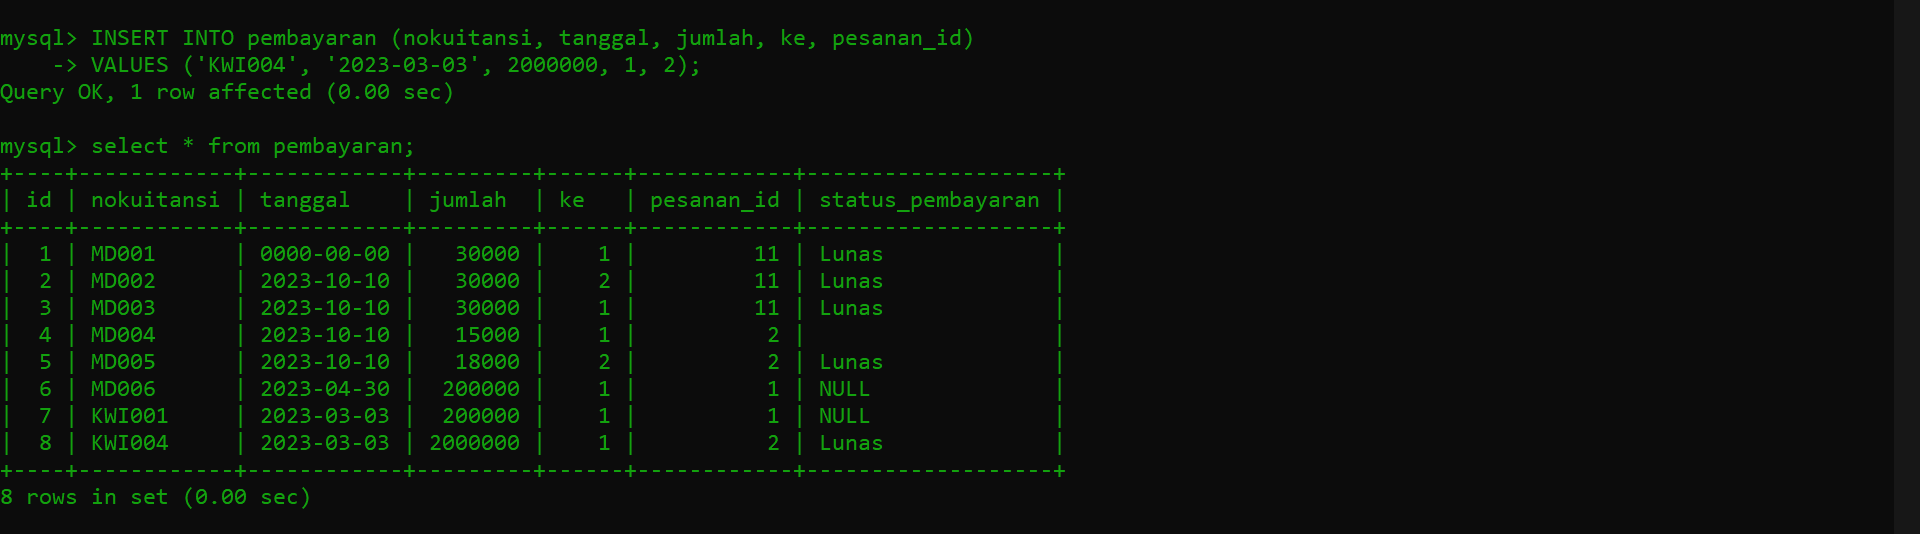 mysql> INSERT INTO pembayaran (nokuitansi, tanggal, jumlah, ke, pesanan_id)
    -> VALUES ('KWI004', '2023-03-03', 2000000, 1, 2);
Query OK, 1 row affected (0.00 sec)

mysql> select * from pembayaran;
+----+------------+------------+---------+------+------------+-------------------+
| id | nokuitansi | tanggal    | jumlah  | ke   | pesanan_id | status_pembayaran |
+----+------------+------------+---------+------+------------+-------------------+
|  1 | MD001      | 0000-00-00 |   30000 |    1 |         11 | Lunas             |
|  2 | MD002      | 2023-10-10 |   30000 |    2 |         11 | Lunas             |
|  3 | MD003      | 2023-10-10 |   30000 |    1 |         11 | Lunas             |
|  4 | MD004      | 2023-10-10 |   15000 |    1 |          2 |                   |
|  5 | MD005      | 2023-10-10 |   18000 |    2 |          2 | Lunas             |
|  6 | MD006      | 2023-04-30 |  200000 |    1 |          1 | NULL              |
|  7 | KWI001     | 2023-03-03 |  200000 |    1 |          1 | NULL              |
|  8 | KWI004     | 2023-03-03 | 2000000 |    1 |          2 | Lunas             |
+----+------------+------------+---------+------+------------+-------------------+
8 rows in set (0.00 sec)